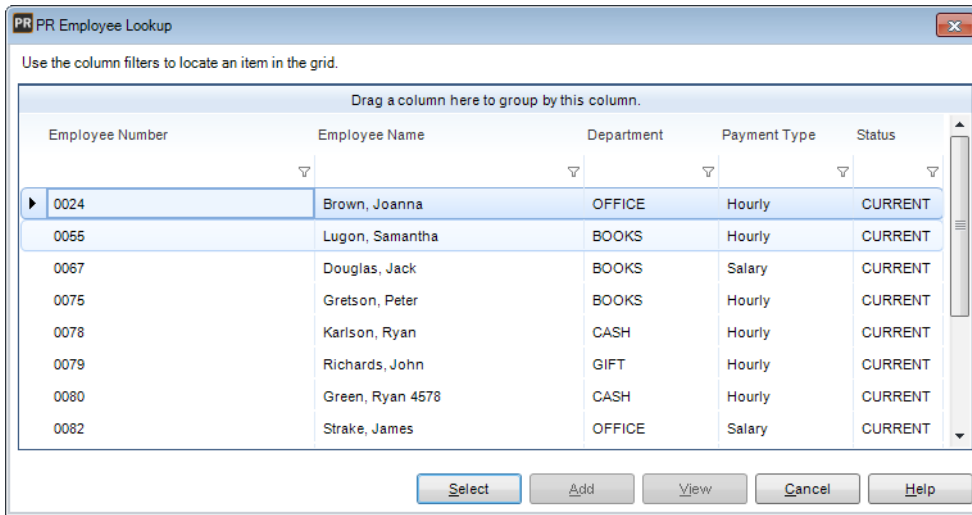 PR PR Employee Lookup
Use the column filters to locate an item in the grid.
Drag a column here to group by this column.
Employee Number Employee Name Department Payment Type Status
0024 Brown, Joanna OFFICE Hourly CURRENT
0055 Lugon, Samantha BOOKS Hourly CURRENT
0067 Douglas, Jack BOOKS Salary CURRENT
0075 Gretson, Peter BOOKS Hourly CURRENT
0078 Karlson, Ryan CASH Hourly CURRENT
0079 Richards, John GIFT Hourly CURRENT
0080 Green, Ryan 4578 CASH Hourly CURRENT
0082 Strake, James OFFICE Salary CURRENT
Select Add View Cancel Help